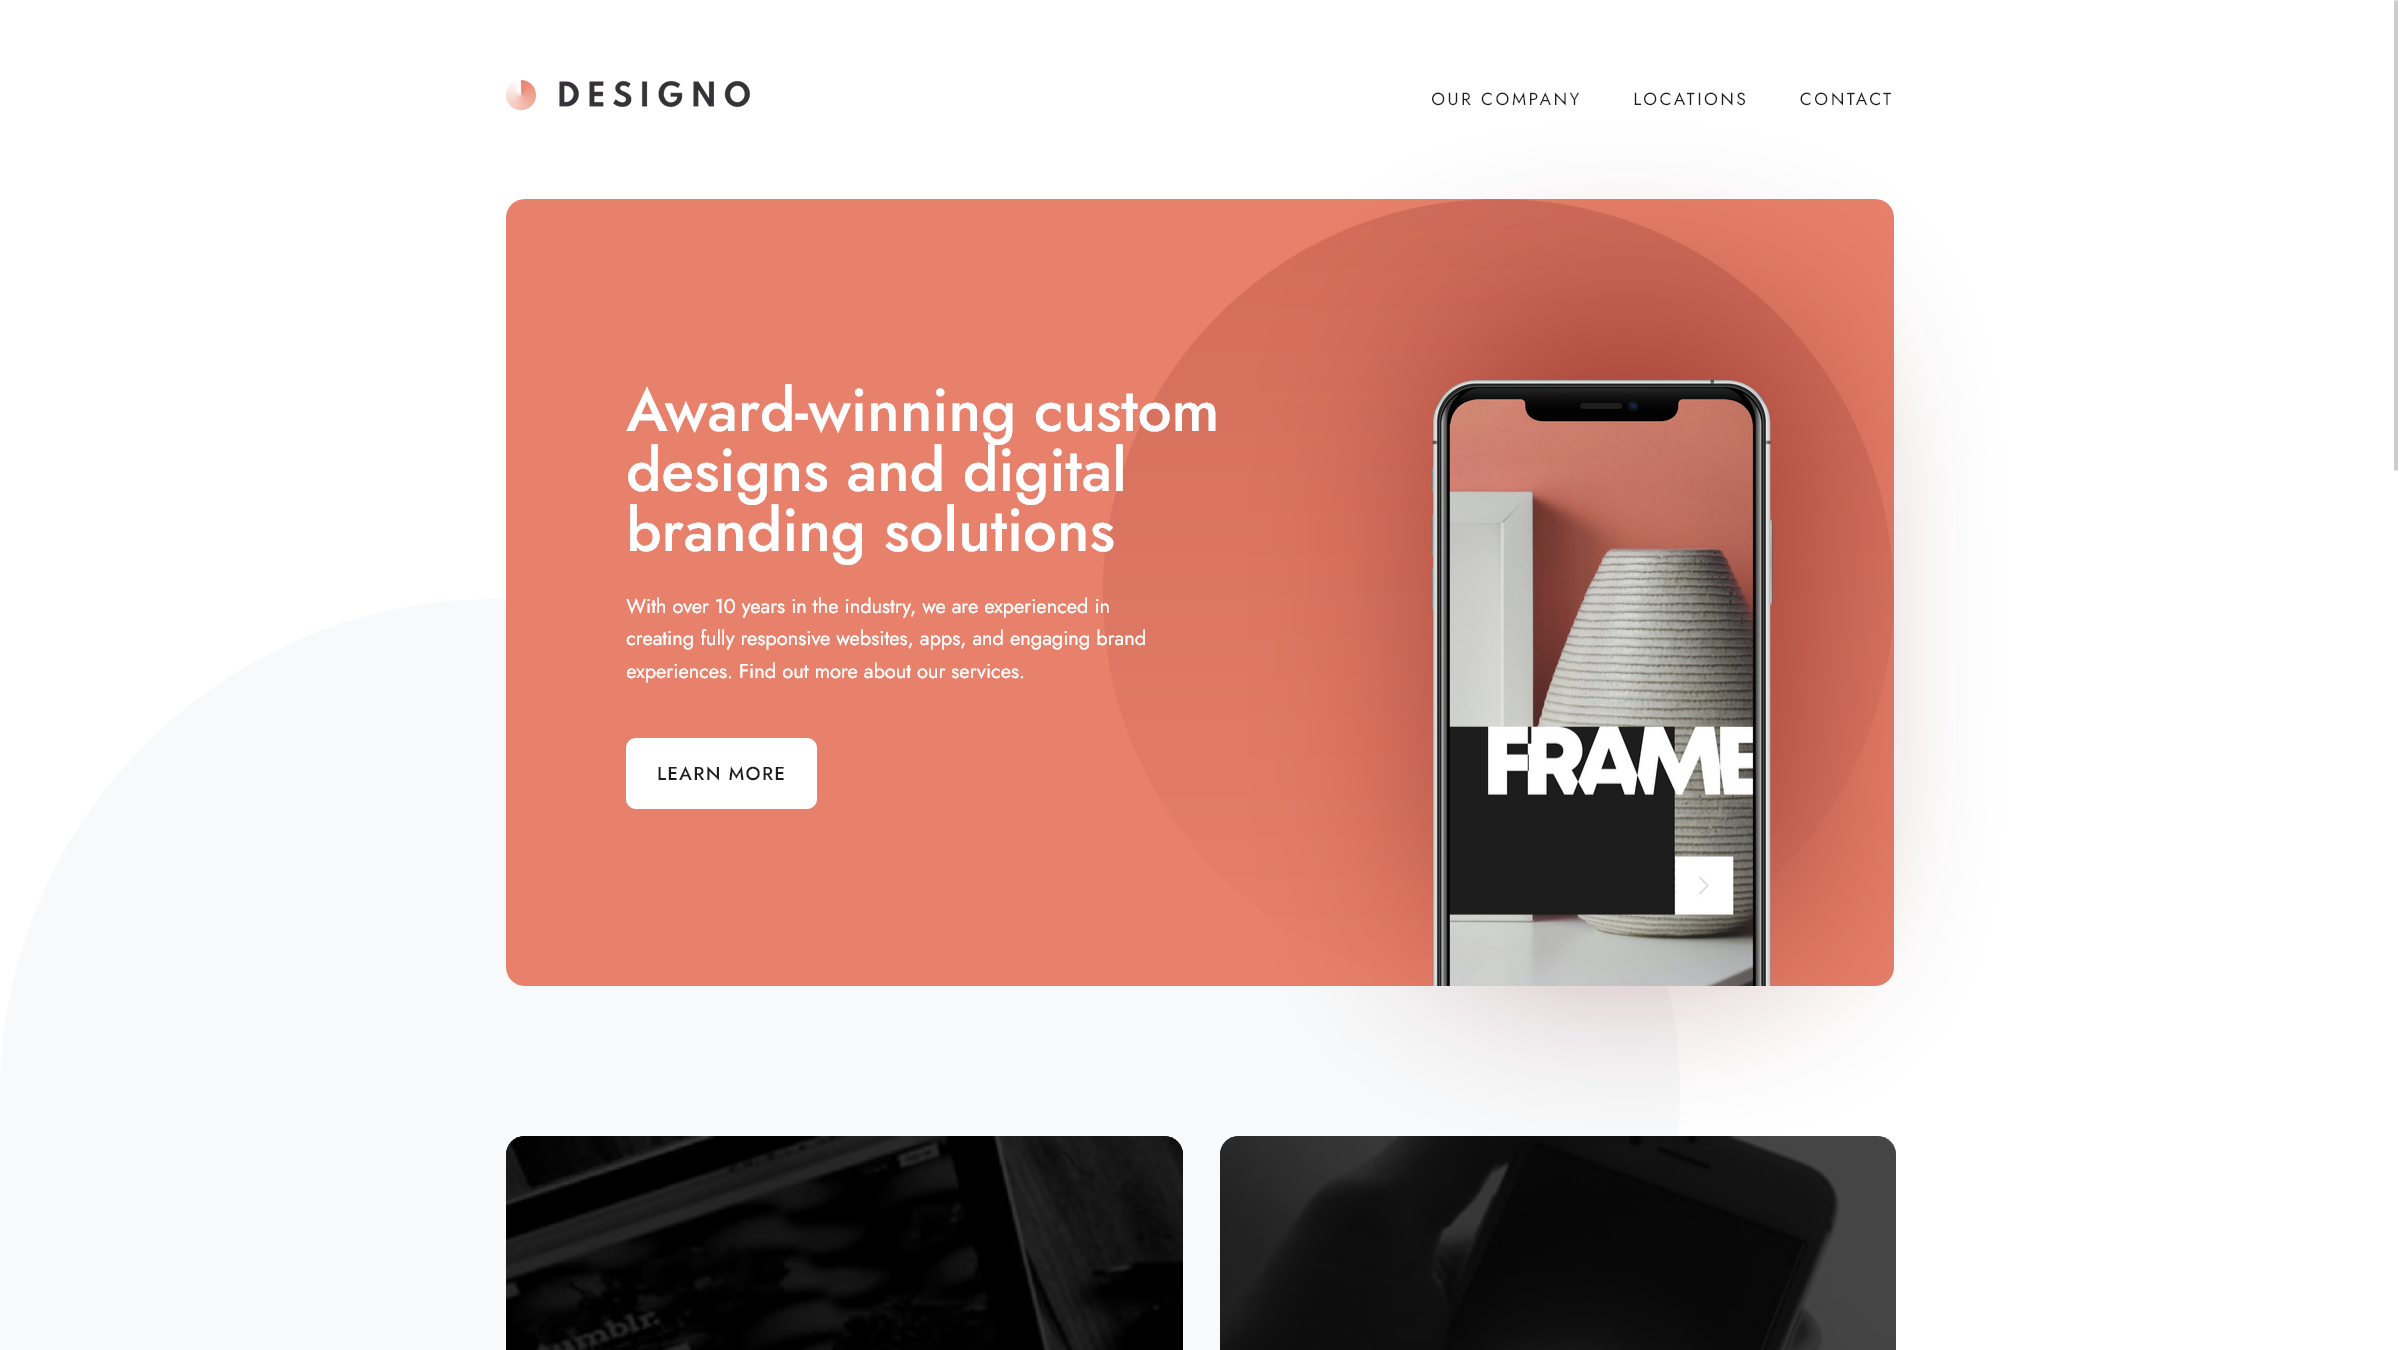 DESIGNO
OUR COMPANY
LOCATIONS
CONTACT
Award-winning custom
designs and digital
branding solutions
With over 10 years in the industry, we are experienced in
creating fully responsive websites, apps, and engaging brand
experiences. Find out more about our services.
LEARN MORE
FRAME
tumblr.